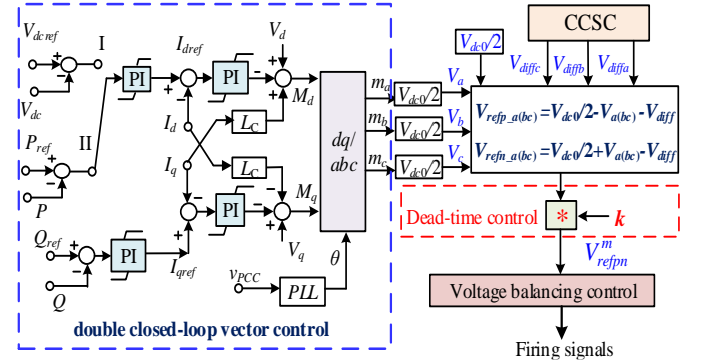 V_dcref
I
V_dc
P_ref
II
P
PI
I_dref
PI
V_d
M_d
I_d
L_C
I_q
L_C
M_q
PI
V_q
Q_ref
PI
I_qref
Q
v_PCC
PLL
θ
dq/
abc
double closed-loop vector control
m_a
V_dc0/2
V_a
m_b
V_dc0/2
V_b
m_c
V_dc0/2
V_c
V_dc0/2
CCSC
V_diffc
V_diffb
V_diffa
V_refp_a(bc)=V_dc0/2-V_a(bc)-V_diff
V_refn_a(bc)=V_dc0/2+V_a(bc)-V_diff
Dead-time control
*
k
V^m_refpn
Voltage balancing control
Firing signals